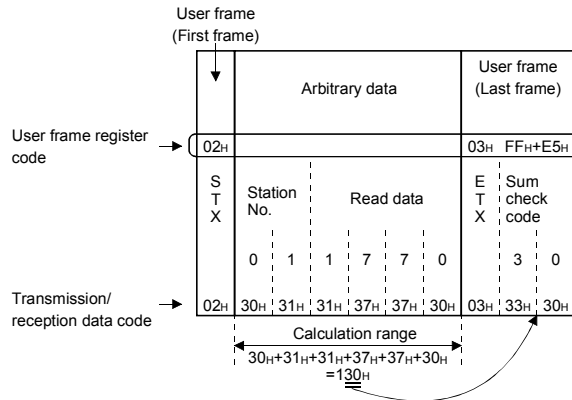 User frame
(First frame)
Arbitrary data
User frame
(Last frame)
User frame register
code
02H
03H FFH+E5H
S
T
X
Station
No.
Read data
E
T
X
Sum
check
code
0 1 1 7 7 0 3 0
Transmission/
reception data code
02H 30H 31H 31H 37H 37H 30H 03H 33H 30H
Calculation range
30H+31H+31H+37H+37H+30H
=130H